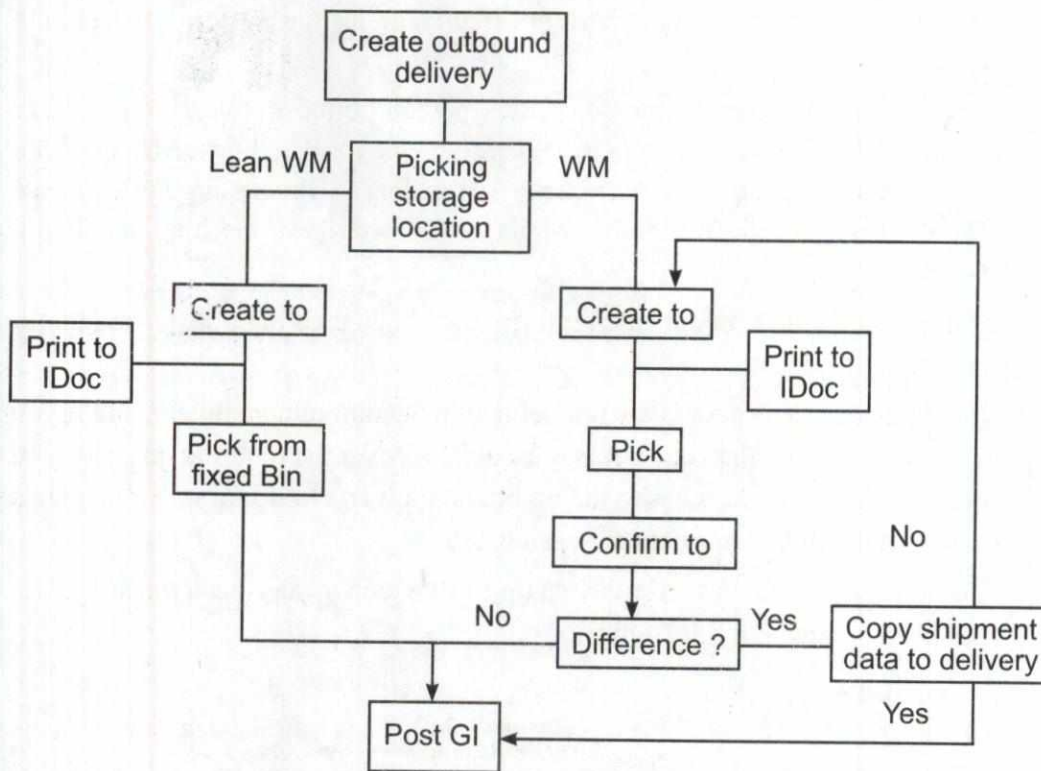 Create outbound
delivery
Lean WM
Picking
storage
location
WM
Create to
Create to
Print to
IDoc
Print to
IDoc
Pick from
fixed Bin
Pick
Confirm to
No
No
Difference ?
Yes
Copy shipment
data to delivery
Yes
Post GI